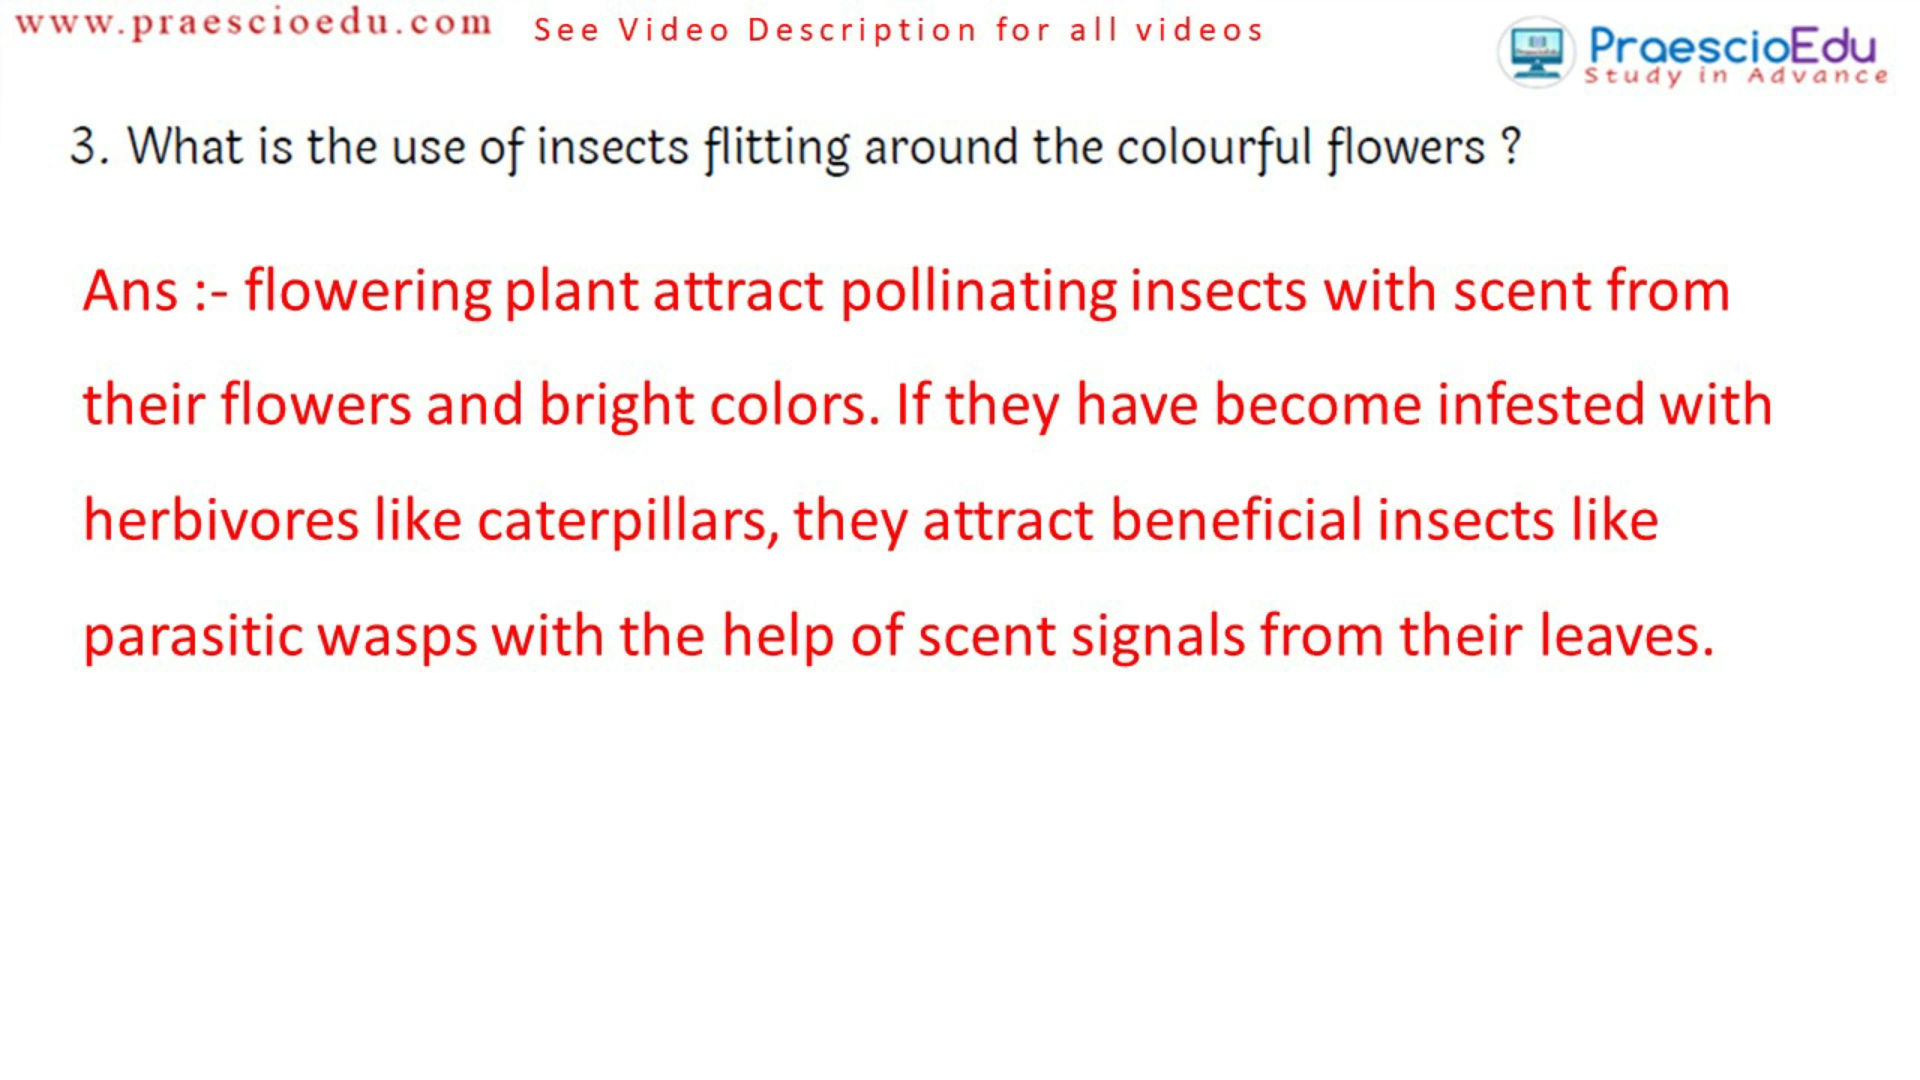 www.praescioedu.com See Video Description for all videos
PraescioEdu
Study in Advance
3. What is the use of insects flitting around the colourful flowers ?
Ans :- flowering plant attract pollinating insects with scent from
their flowers and bright colors. If they have become infested with
herbivores like caterpillars, they attract beneficial insects like
parasitic wasps with the help of scent signals from their leaves.